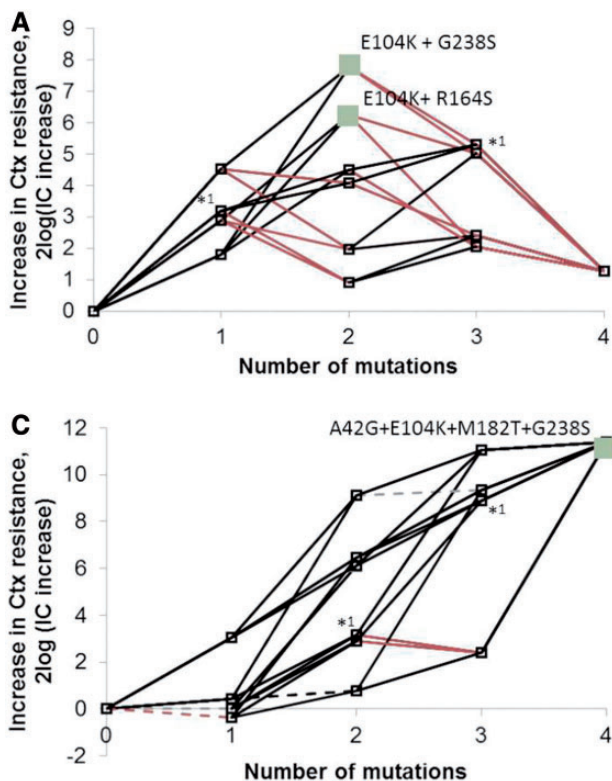 A
E104K + G238S
E104K+ R164S
Increase in Ctx resistance,
2log(IC increase)
9
8
7
6
5
4
3
2
1
0
*1
*1
0 1 2 3 4
Number of mutations
C
A42G+E104K+M182T+G238S
Increase in Ctx resistance,
2log (IC increase)
12
10
8
6
4
2
0
-2
*1
*1
0 1 2 3 4
Number of mutations